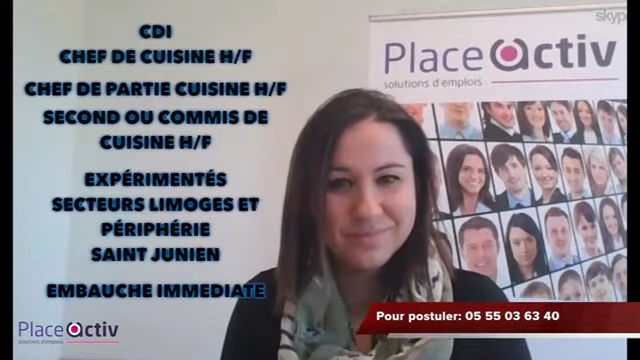 CDI
CHEF DE CUISINE H/F
CHEF DE PARTIE CUISINE H/F
SECOND OU COMMIS DE
CUISINE H/F
EXPÉRIMENTÉS
SECTEURS LIMOGES ET
PÉRIPHÉRIE
SAINT JUNIEN
EMBAUCHE IMMEDIATE
skype
Place activ
solutions d'emplois
Pour postuler: 05 55 03 63 40
Place activ
solutions d'emplois